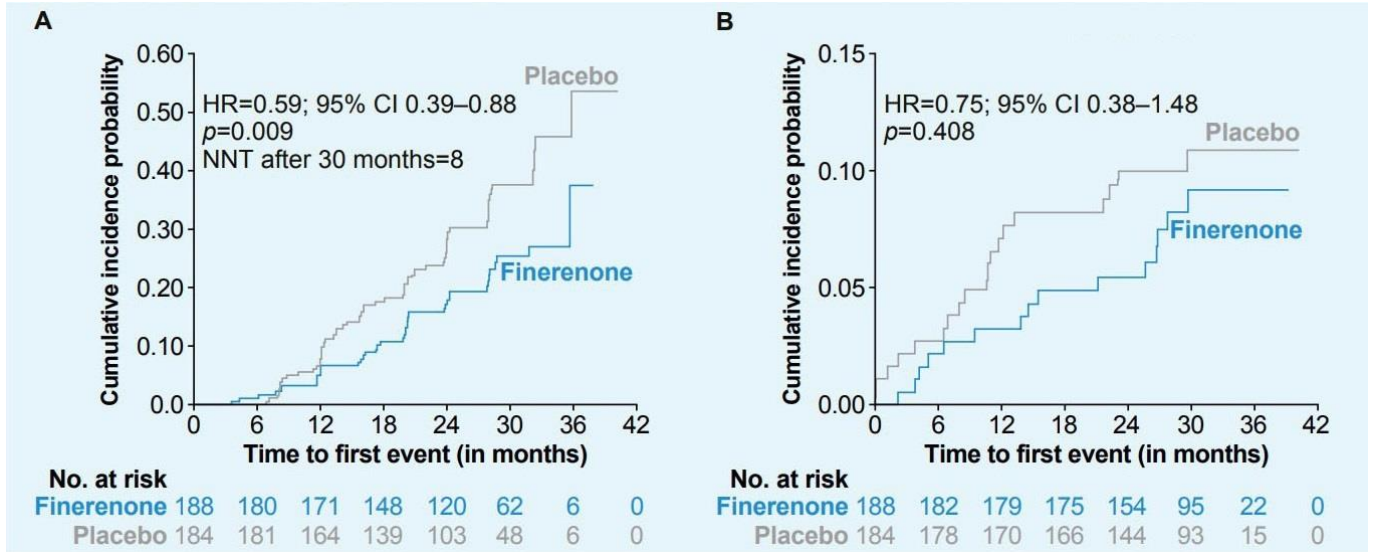 A
Cumulative incidence probability
0.60
0.50
0.40
0.30
0.20
0.10
0.0
HR=0.59; 95% CI 0.39–0.88
p=0.009
NNT after 30 months=8
Placebo
Finerenone
0 6 12 18 24 30 36 42
Time to first event (in months)
No. at risk
Finerenone 188 180 171 148 120 62 6 0
Placebo 184 181 164 139 103 48 6 0
B
Cumulative incidence probability
0.15
0.10
0.05
0.00
HR=0.75; 95% CI 0.38–1.48
p=0.408
Placebo
Finerenone
0 6 12 18 24 30 36 42
Time to first event (in months)
No. at risk
Finerenone 188 182 179 175 154 95 22 0
Placebo 184 178 170 166 144 93 15 0